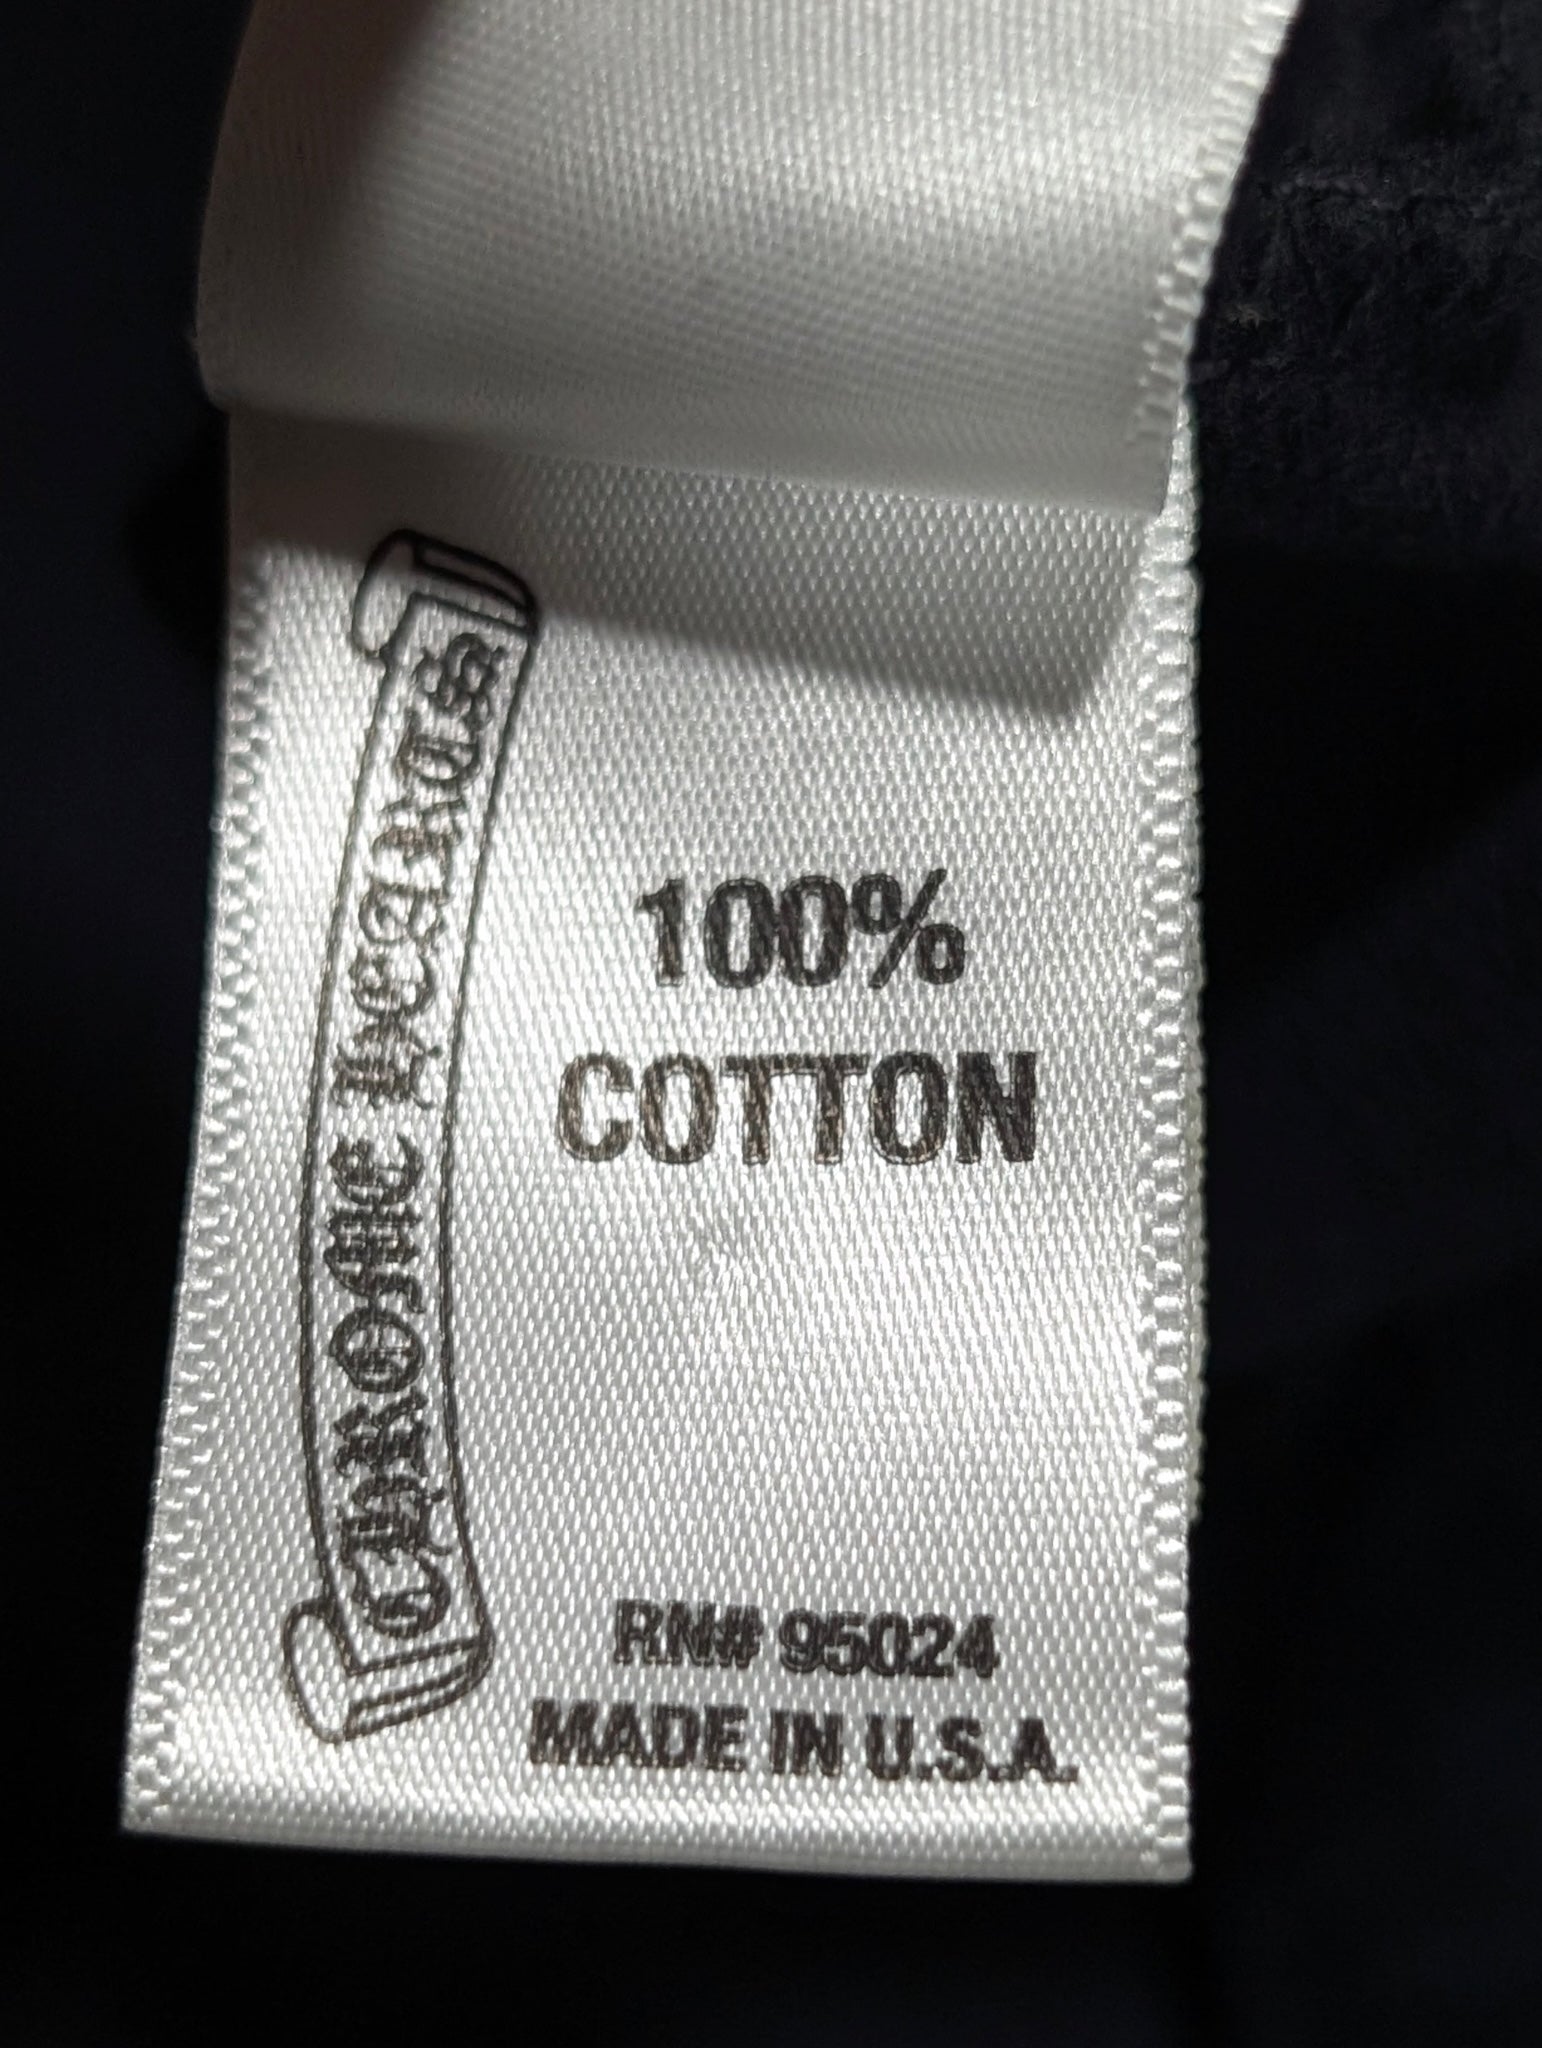 CHROME HEARTS
100%
COTTON
RN# 95024
MADE IN U.S.A.